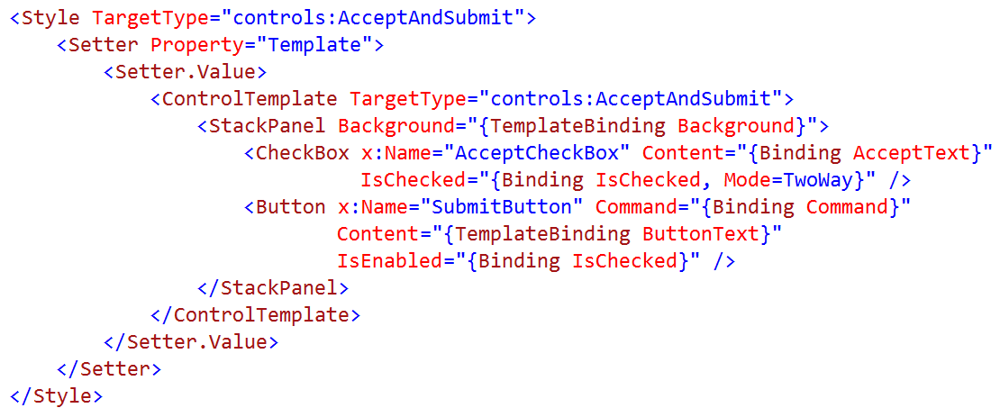 <Style TargetType="controls:AcceptAndSubmit">
    <Setter Property="Template">
        <Setter.Value>
            <ControlTemplate TargetType="controls:AcceptAndSubmit">
                <StackPanel Background="{TemplateBinding Background}">
                    <CheckBox x:Name="AcceptCheckBox" Content="{Binding AcceptText}"
                              IsChecked="{Binding IsChecked, Mode=TwoWay}" />
                    <Button x:Name="SubmitButton" Command="{Binding Command}"
                            Content="{TemplateBinding ButtonText}"
                            IsEnabled="{Binding IsChecked}" />
                </StackPanel>
            </ControlTemplate>
        </Setter.Value>
    </Setter>
</Style>